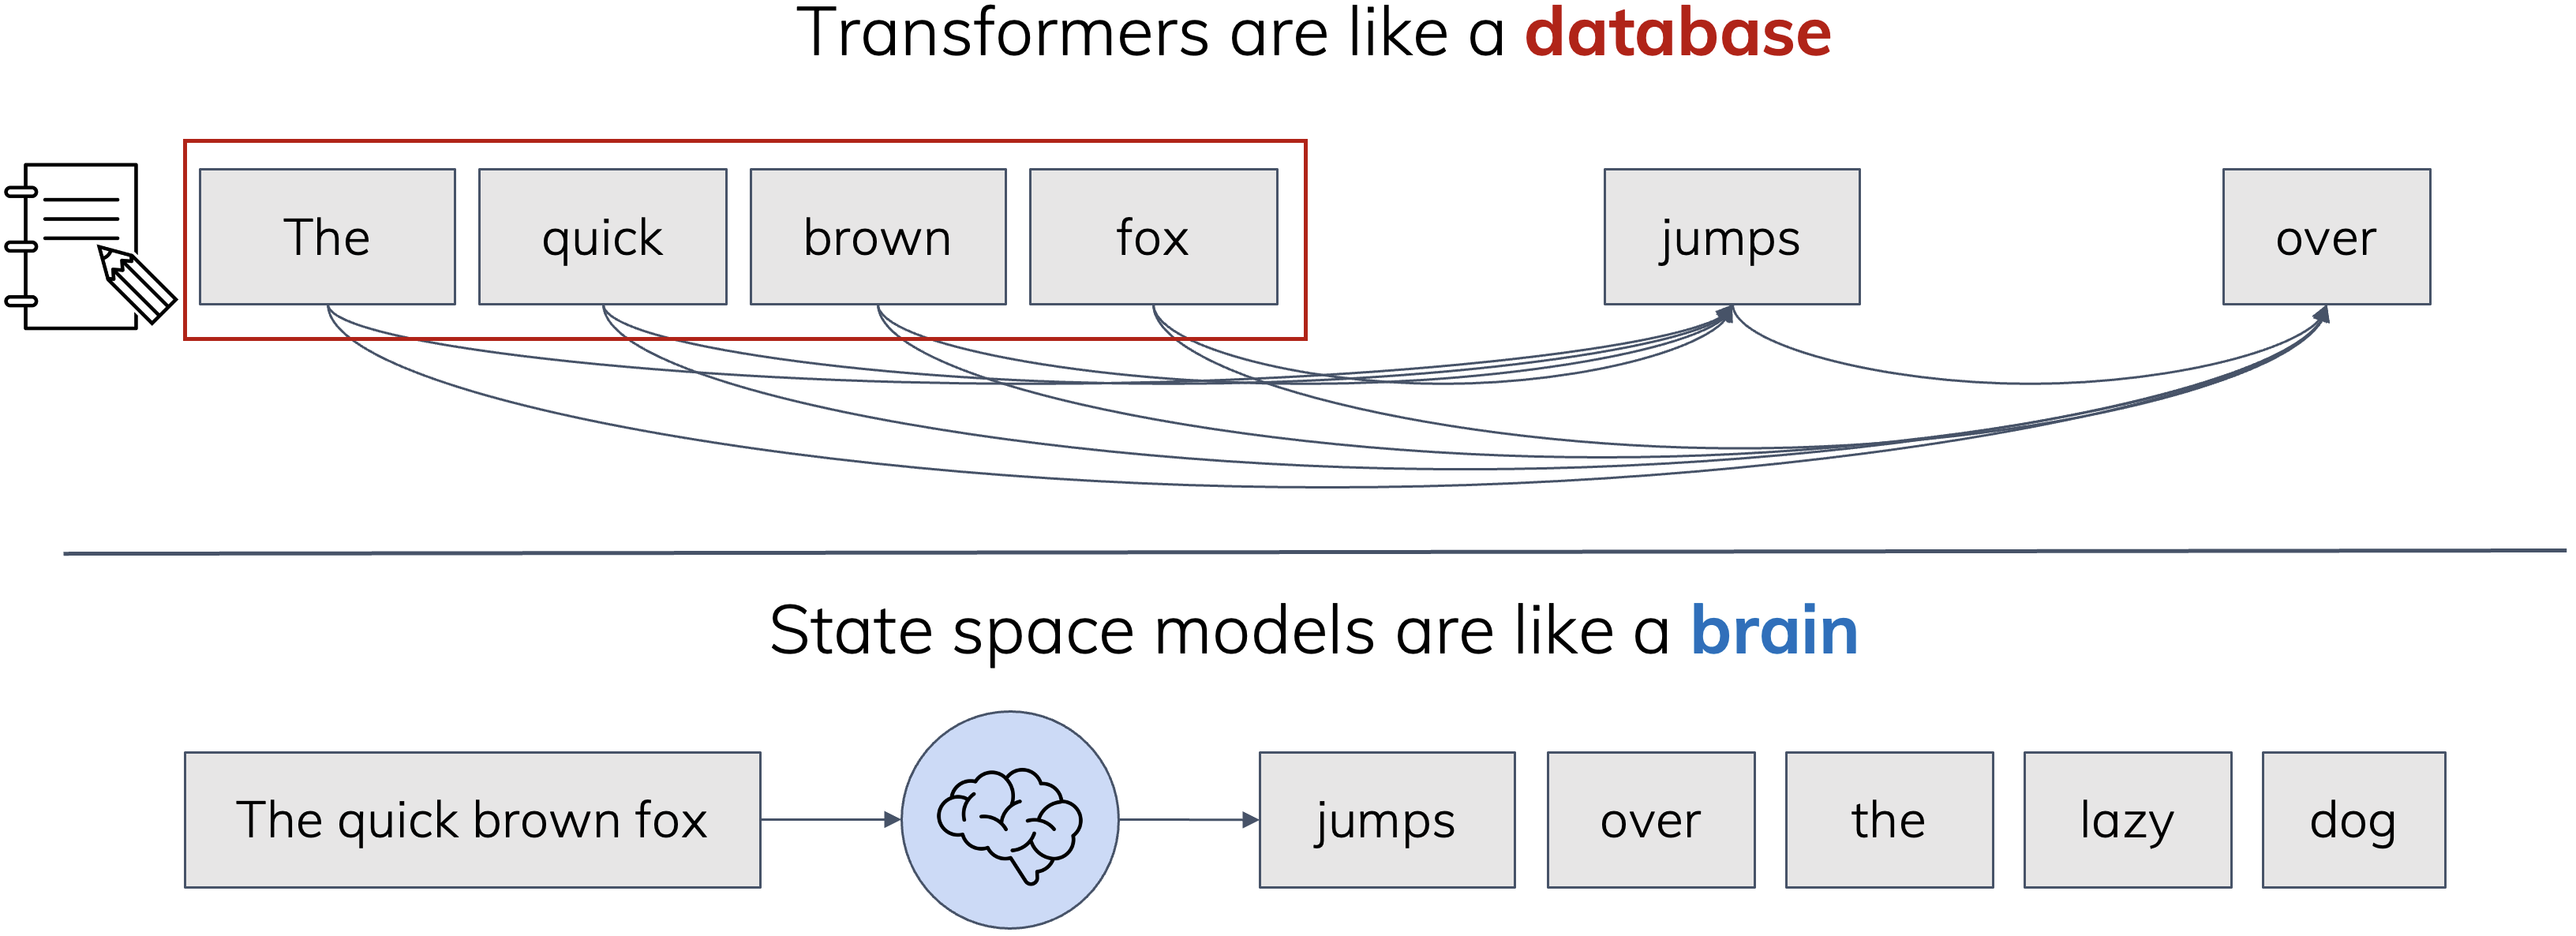 Transformers are like a database
The quick brown fox jumps over
State space models are like a brain
The quick brown fox jumps over the lazy dog